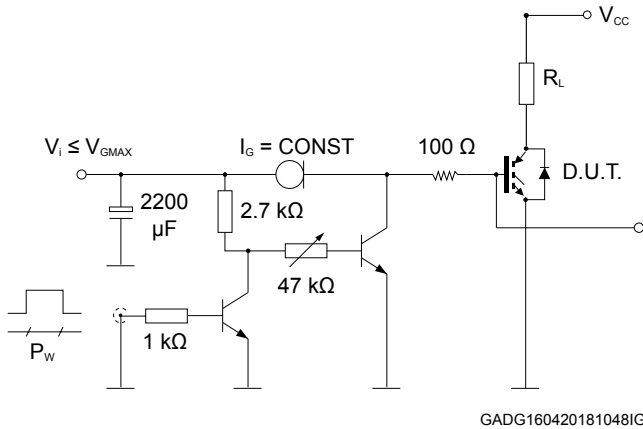 V_CC
R_L
V_i ≤ V_GMAX
I_G = CONST
100 Ω
D.U.T.
2200
µF
2.7 kΩ
47 kΩ
1 kΩ
P_W
GADG160420181048IG